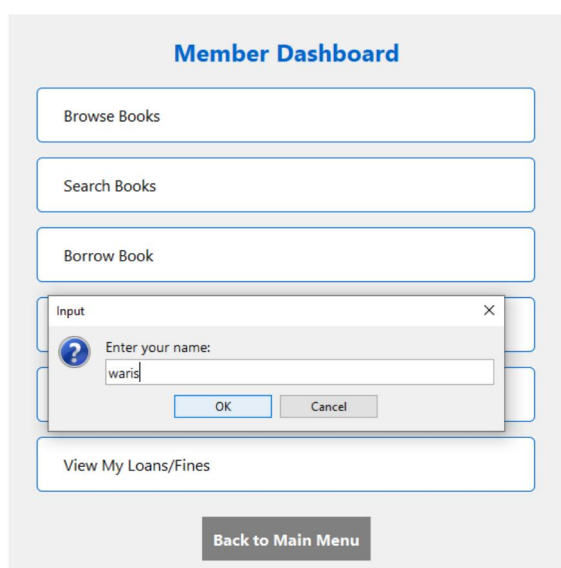 Member Dashboard
Browse Books
Search Books
Borrow Book
Input
Enter your name:
waris
OK Cancel
View My Loans/Fines
Back to Main Menu